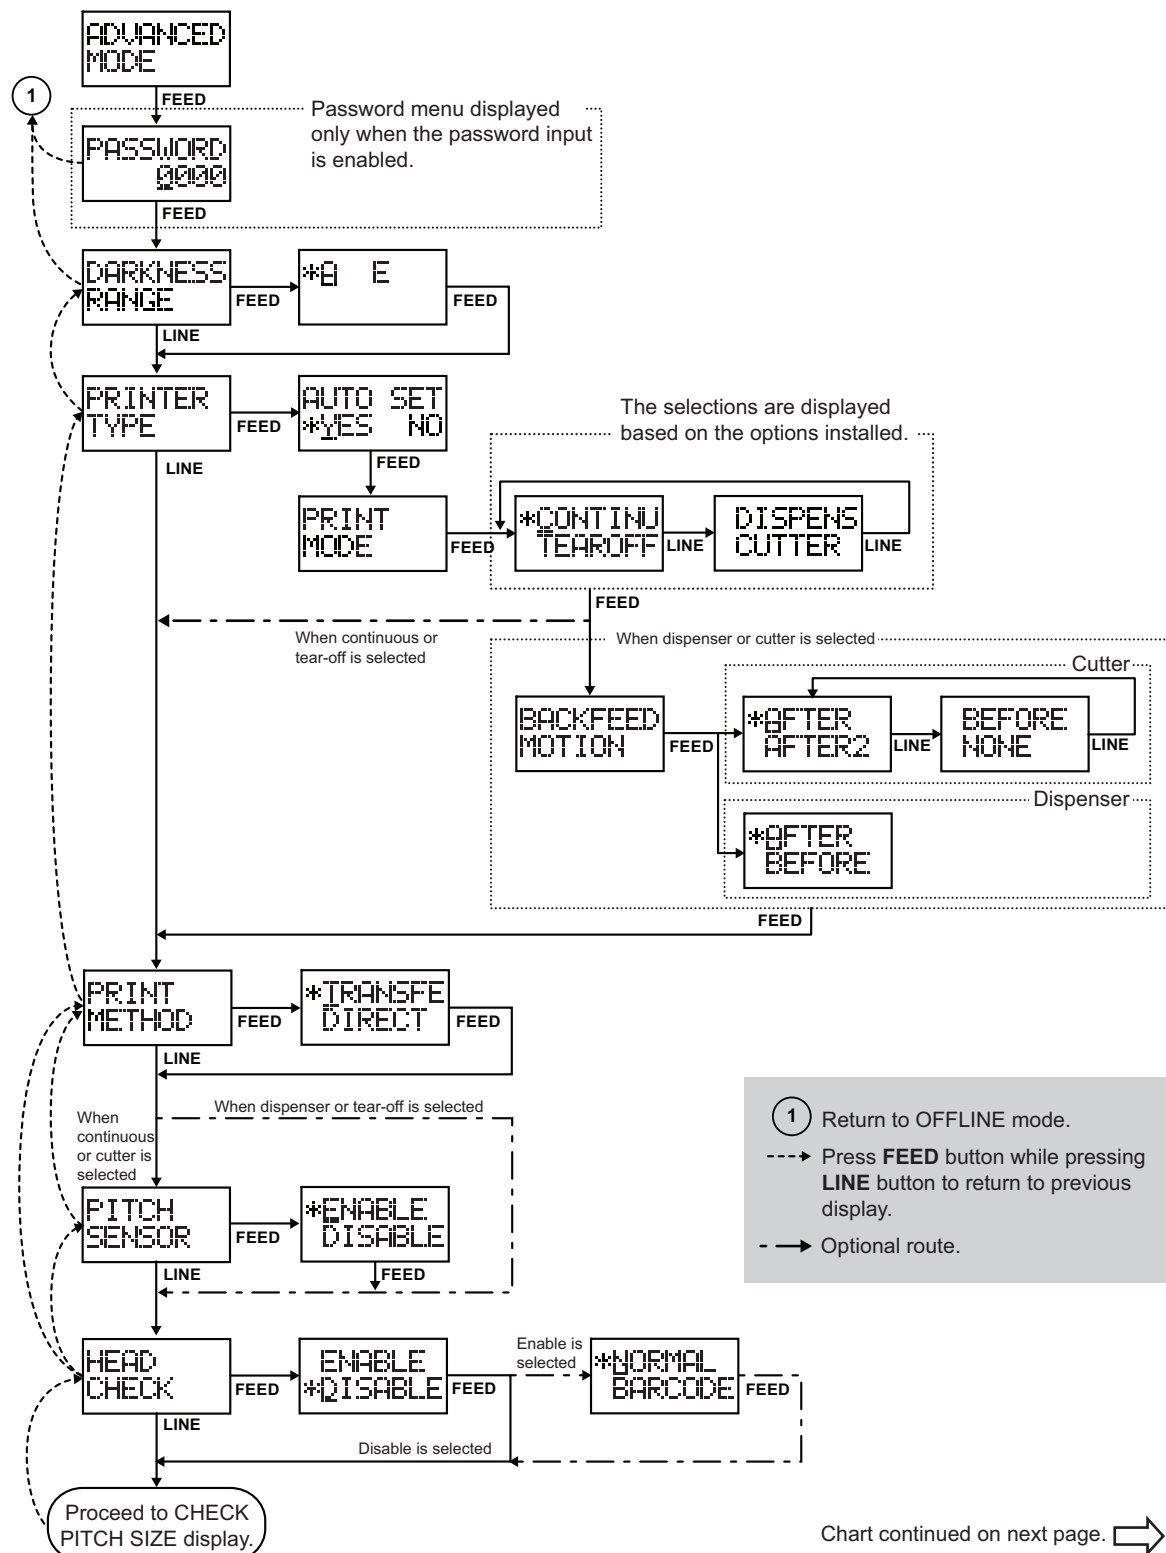 ADVANCED
MODE
FEED
1
Password menu displayed
only when the password input
is enabled.
PASSWORD
0000
FEED
DARKNESS
RANGE
FEED
*A E
FEED
LINE
PRINTER
TYPE
FEED
AUTO SET
*YES NO
FEED
LINE
The selections are displayed
based on the options installed.
PRINT
MODE
FEED
*CONTINU
TEAROFF
LINE
DISPENS
CUTTER
LINE
FEED
When continuous or
tear-off is selected
When dispenser or cutter is selected
Cutter
BACKFEED
MOTION
FEED
*AFTER
AFTER2
LINE
BEFORE
NONE
LINE
Dispenser
*AFTER
BEFORE
FEED
PRINT
METHOD
FEED
*TRANSFE
DIRECT
FEED
LINE
When
continuous
or cutter is
selected
When dispenser or tear-off is selected
PITCH
SENSOR
FEED
*ENABLE
DISABLE
FEED
LINE
HEAD
CHECK
FEED
ENABLE
*DISABLE
FEED
Enable is
selected
*NORMAL
BARCODE
FEED
LINE
Disable is selected
Proceed to CHECK
PITCH SIZE display.
1 Return to OFFLINE mode.
Press FEED button while pressing
LINE button to return to previous
display.
Optional route.
Chart continued on next page.